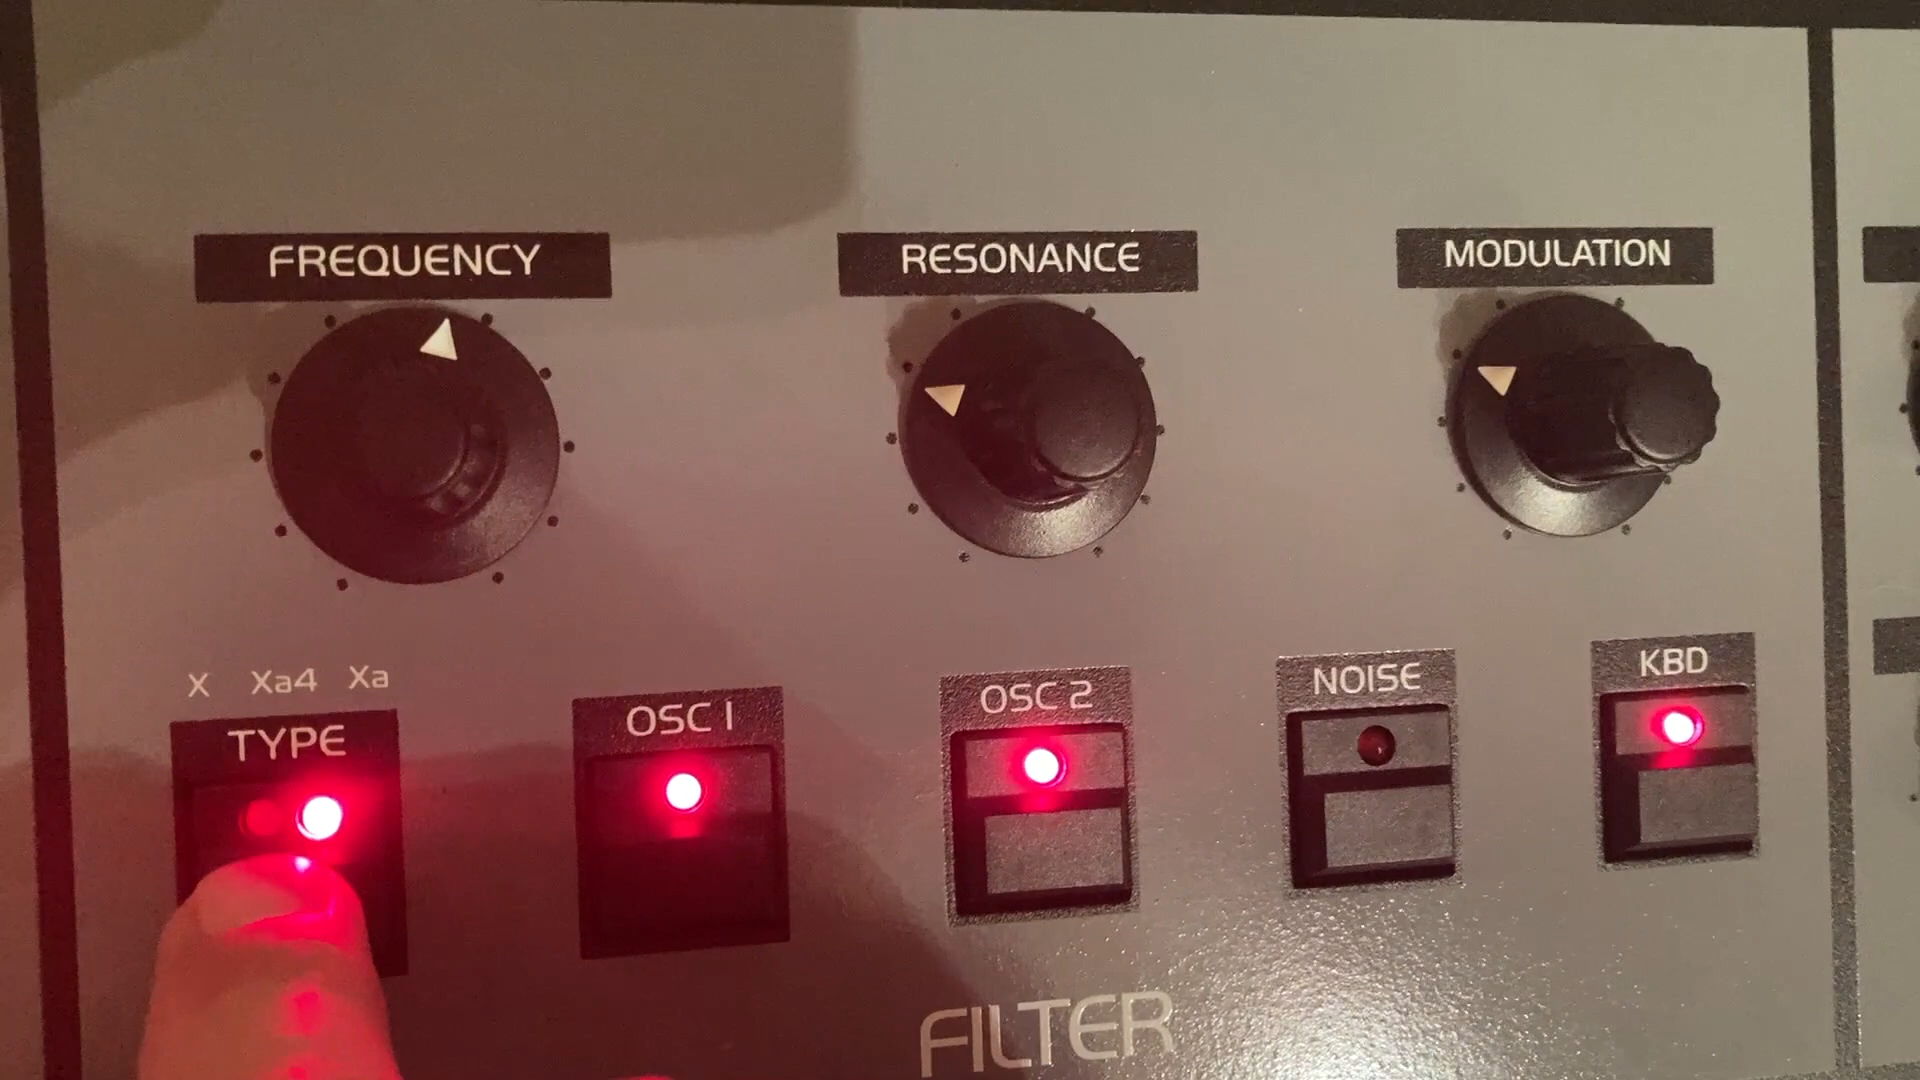 FREQUENCY
RESONANCE
MODULATION
X Xa4 Xa
TYPE
OSC 1
OSC 2
NOISE
KBD
FILTER